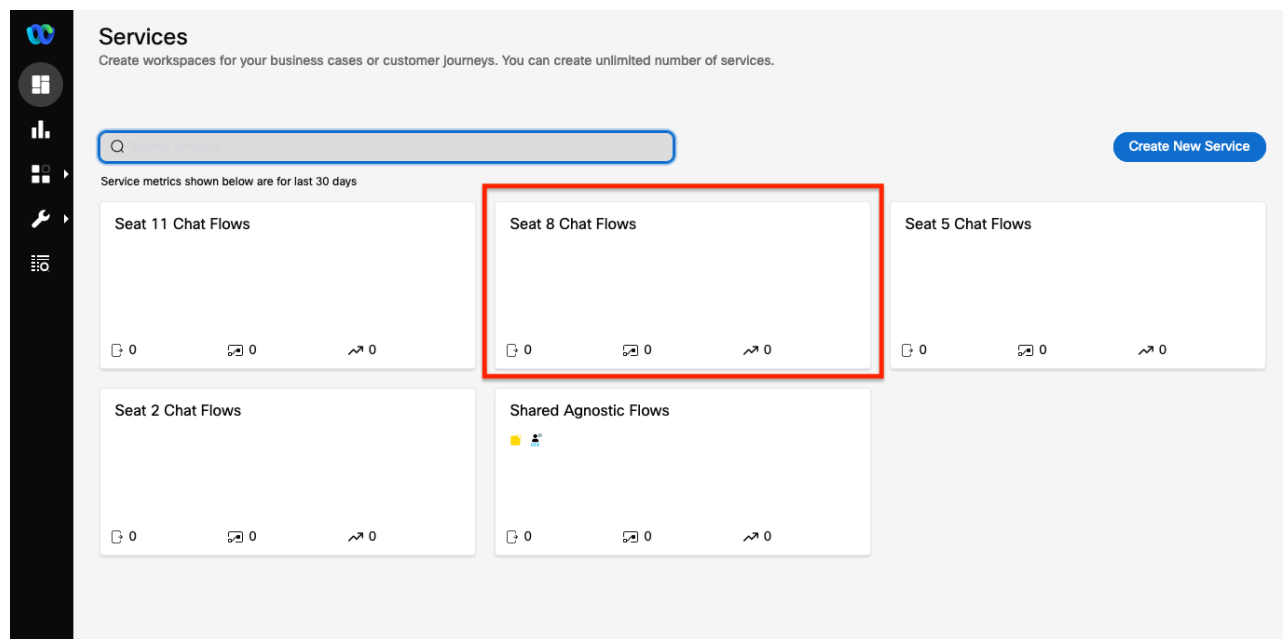 Services
Create workspaces for your business cases or customer journeys. You can create unlimited number of services.
Search Services
Create New Service
Service metrics shown below are for last 30 days
Seat 11 Chat Flows
0 0 0
Seat 8 Chat Flows
0 0 0
Seat 5 Chat Flows
0 0 0
Seat 2 Chat Flows
0 0 0
Shared Agnostic Flows
0 0 0